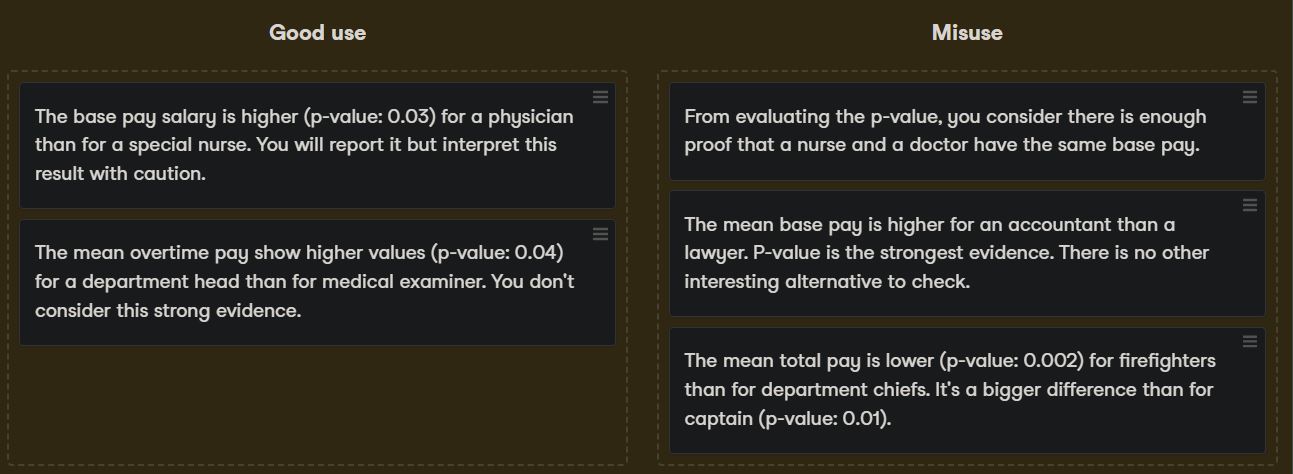 Good use
The base pay salary is higher (p-value: 0.03) for a physician
than for a special nurse. You will report it but interpret this
result with caution.
The mean overtime pay show higher values (p-value: 0.04)
for a department head than for medical examiner. You don't
consider this strong evidence.
Misuse
From evaluating the p-value, you consider there is enough
proof that a nurse and a doctor have the same base pay.
The mean base pay is higher for an accountant than a
lawyer. P-value is the strongest evidence. There is no other
interesting alternative to check.
The mean total pay is lower (p-value: 0.002) for firefighters
than for department chiefs. It's a bigger difference than for
captain (p-value: 0.01).